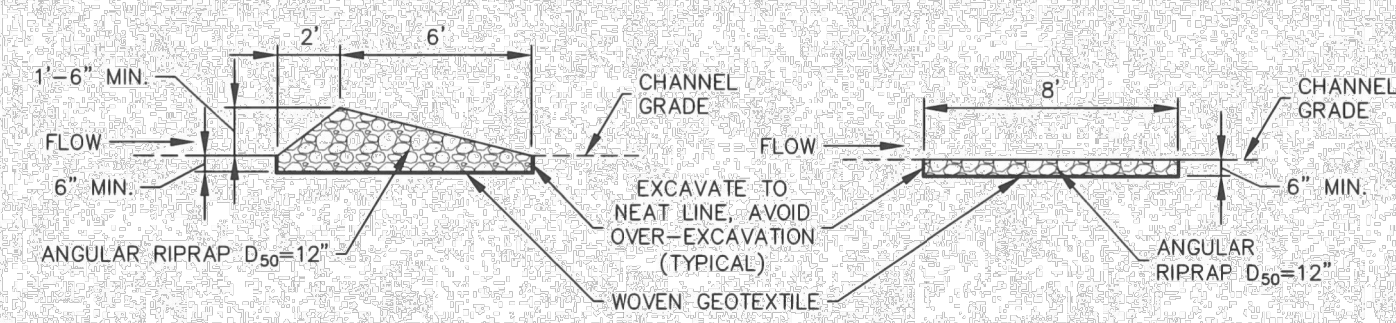 2'
6'
1'-6" MIN.
FLOW
6" MIN.
CHANNEL
GRADE
ANGULAR RIPRAP D50=12"
EXCAVATE TO
NEAT LINE, AVOID
OVER-EXCAVATION
(TYPICAL)
WOVEN GEOTEXTILE
8'
FLOW
CHANNEL
GRADE
6" MIN.
ANGULAR
RIPRAP D50=12"